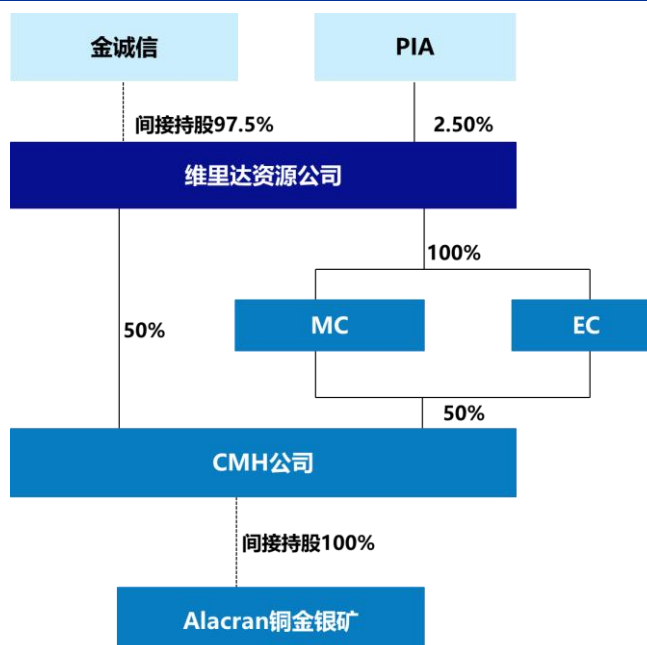 金诚信
PIA
间接持股97.5%
2.50%
维里达资源公司
100%
MC
EC
50%
50%
CMH公司
间接持股100%
Alacran铜金银矿